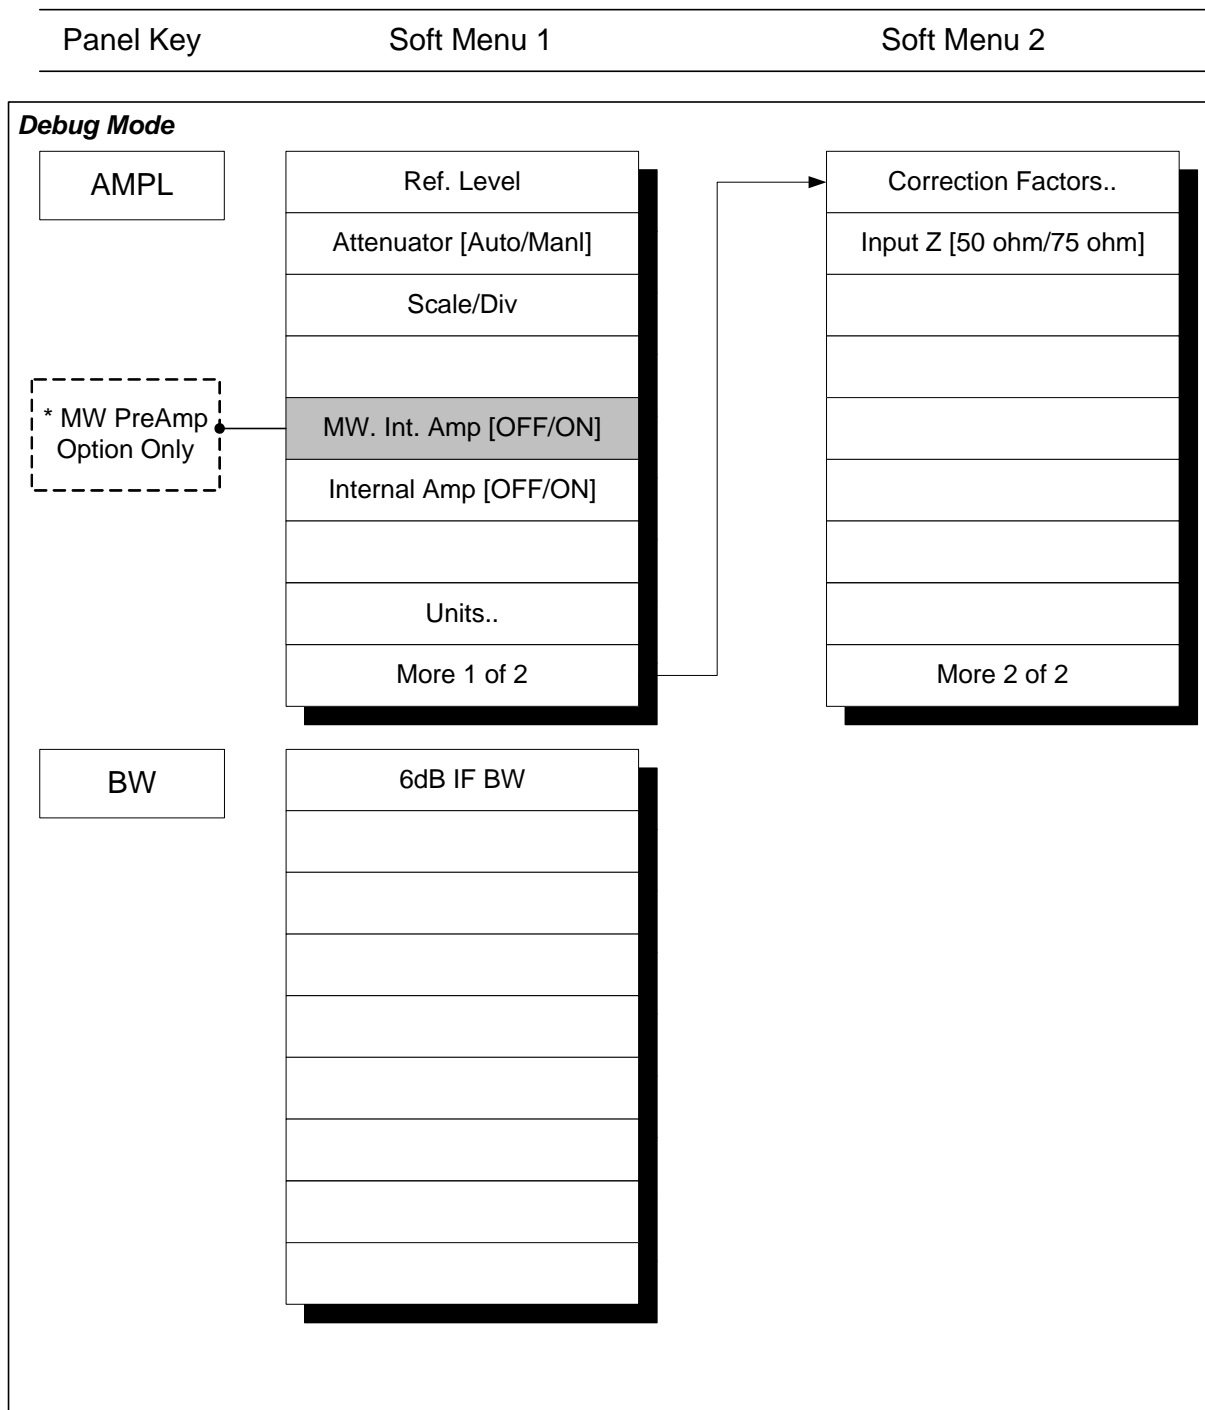 Panel Key
Soft Menu 1
Soft Menu 2
Debug Mode
AMPL
Ref. Level
Attenuator [Auto/Manl]
Scale/Div
* MW PreAmp
Option Only
MW. Int. Amp [OFF/ON]
Internal Amp [OFF/ON]
Units..
More 1 of 2
Correction Factors..
Input Z [50 ohm/75 ohm]
More 2 of 2
BW
6dB IF BW